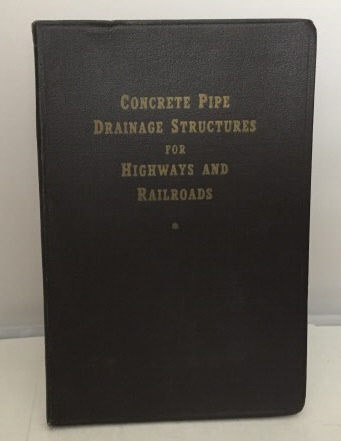 CONCRETE PIPE
DRAINAGE STRUCTURES
FOR
HIGHWAYS AND
RAILROADS